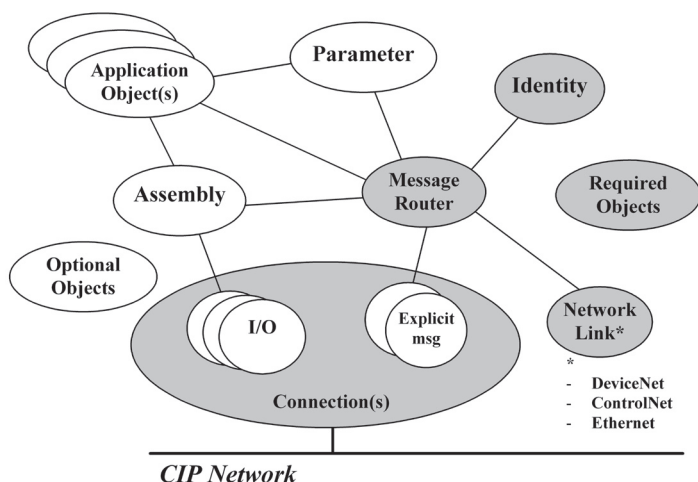 Application
Object(s)
Parameter
Identity
Assembly
Message
Router
Required
Objects
Optional
Objects
I/O
Explicit
msg
Network
Link*
Connection(s)
*
- DeviceNet
- ControlNet
- Ethernet
CIP Network